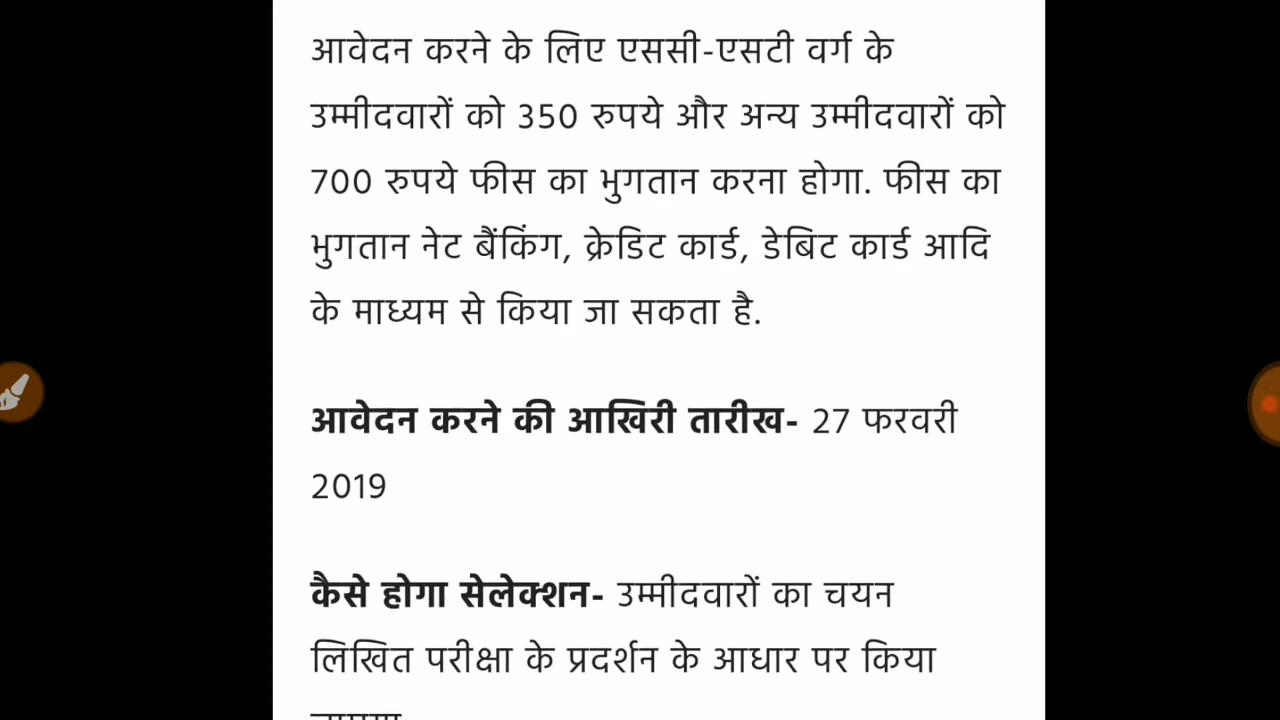 आवेदन करने के लिए एससी-एसटी वर्ग के
उम्मीदवारों को 350 रुपये और अन्य उम्मीदवारों को
700 रुपये फीस का भुगतान करना होगा. फीस का
भुगतान नेट बैंकिंग, क्रेडिट कार्ड, डेबिट कार्ड आदि
के माध्यम से किया जा सकता है.
आवेदन करने की आखिरी तारीख- 27 फरवरी
2019
कैसे होगा सेलेक्शन- उम्मीदवारों का चयन
लिखित परीक्षा के प्रदर्शन के आधार पर किया